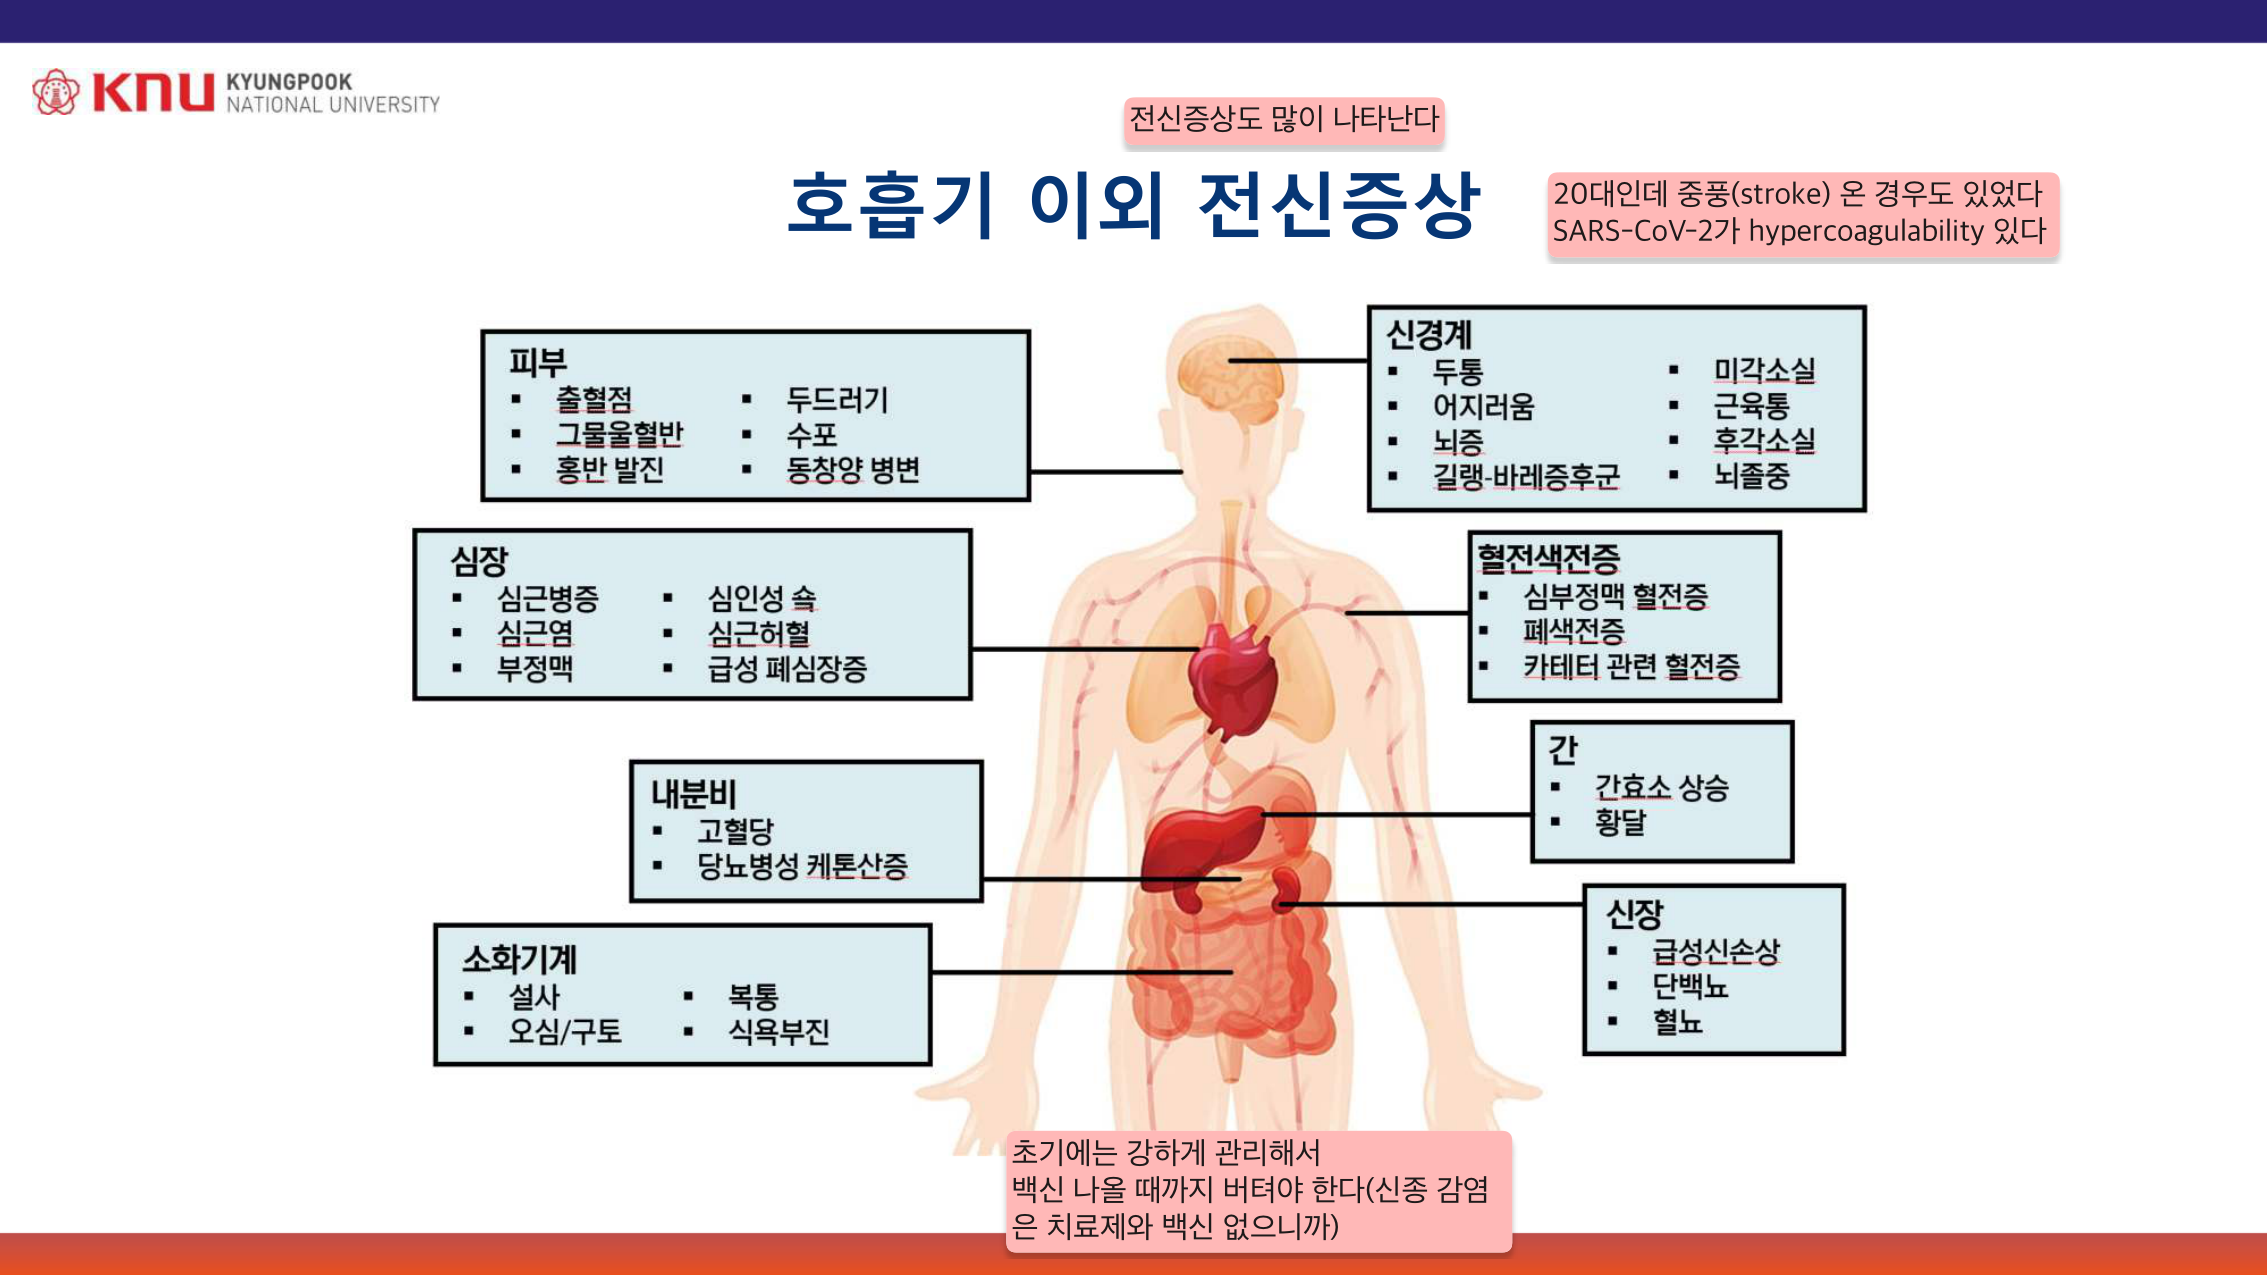 KNU KYUNGPOOK
NATIONAL UNIVERSITY
전신증상도 많이 나타난다
호흡기 이외 전신증상
20대인데 중풍(stroke) 온 경우도 있었다
SARS-CoV-2가 hypercoagulability 있다
피부
▪ 출혈점 ▪ 두드러기
▪ 그물울혈반 ▪ 수포
▪ 홍반 발진 ▪ 동창양 병변
신경계
▪ 두통 ▪ 미각소실
▪ 어지러움 ▪ 근육통
▪ 뇌증 ▪ 후각소실
▪ 길랭-바레증후군 ▪ 뇌졸중
심장
▪ 심근병증 ▪ 심인성 쇽
▪ 심근염 ▪ 심근허혈
▪ 부정맥 ▪ 급성 폐심장증
혈전색전증
▪ 심부정맥 혈전증
▪ 폐색전증
▪ 카테터 관련 혈전증
내분비
▪ 고혈당
▪ 당뇨병성 케톤산증
간
▪ 간효소 상승
▪ 황달
소화기계
▪ 설사 ▪ 복통
▪ 오심/구토 ▪ 식욕부진
신장
▪ 급성신손상
▪ 단백뇨
▪ 혈뇨
초기에는 강하게 관리해서
백신 나올 때까지 버텨야 한다(신종 감염
은 치료제와 백신 없으니까)